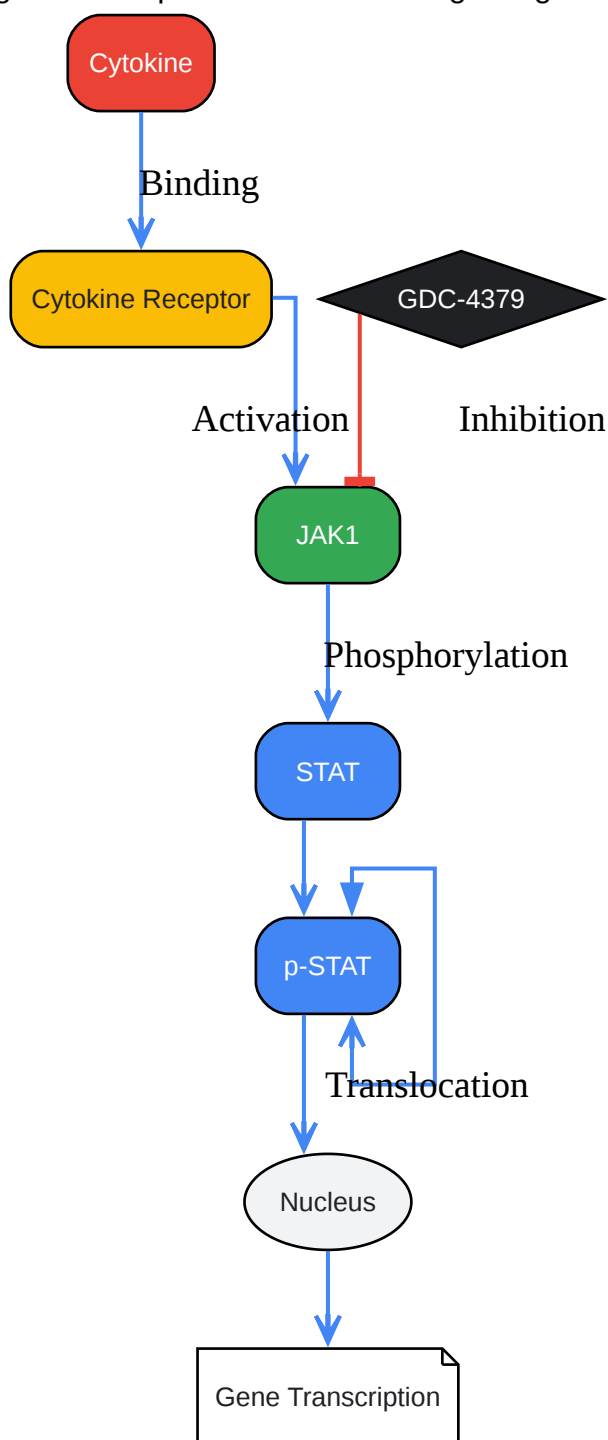 Cytokine
Binding
Cytokine Receptor
GDC-4379
Activation
Inhibition
JAK1
Phosphorylation
STAT
p-STAT
Translocation
Nucleus
Gene Transcription